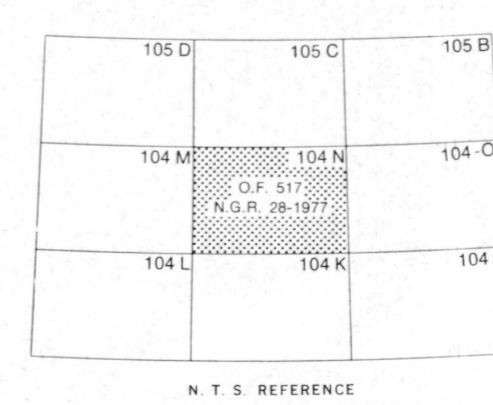 105 D 105 C 105 B
104 M 104 N 104-O
O.F. 517
N.G.R. 28-1977
104 L 104 K 104
N. T. S. REFERENCE